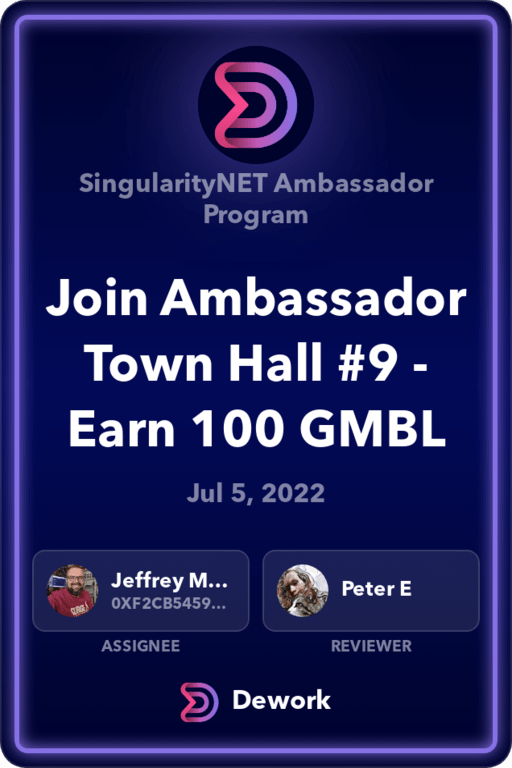 SingularityNET Ambassador
Program
Join Ambassador
Town Hall #9 -
Earn 100 GMBL
Jul 5, 2022
Jeffrey M...
0XF2CB5459...
Peter E
ASSIGNEE
REVIEWER
Dework